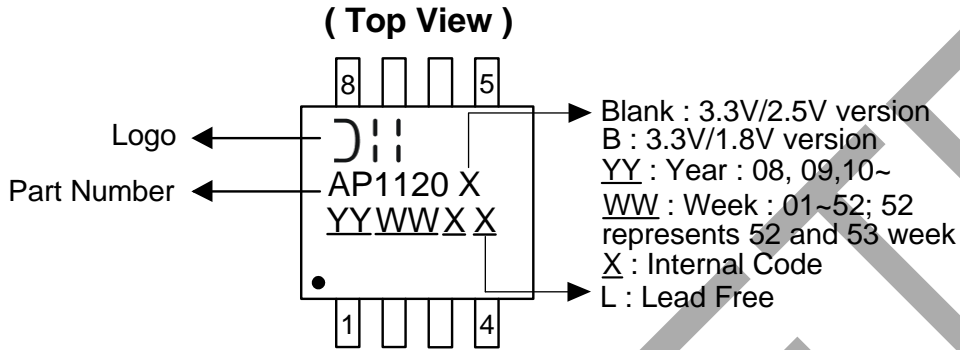 ( Top View )
8 5
Logo
Part Number
AP1120 X
YYWWX X
1 4
Blank : 3.3V/2.5V version
B : 3.3V/1.8V version
YY : Year : 08, 09,10~
WW : Week : 01~52; 52
represents 52 and 53 week
X : Internal Code
L : Lead Free